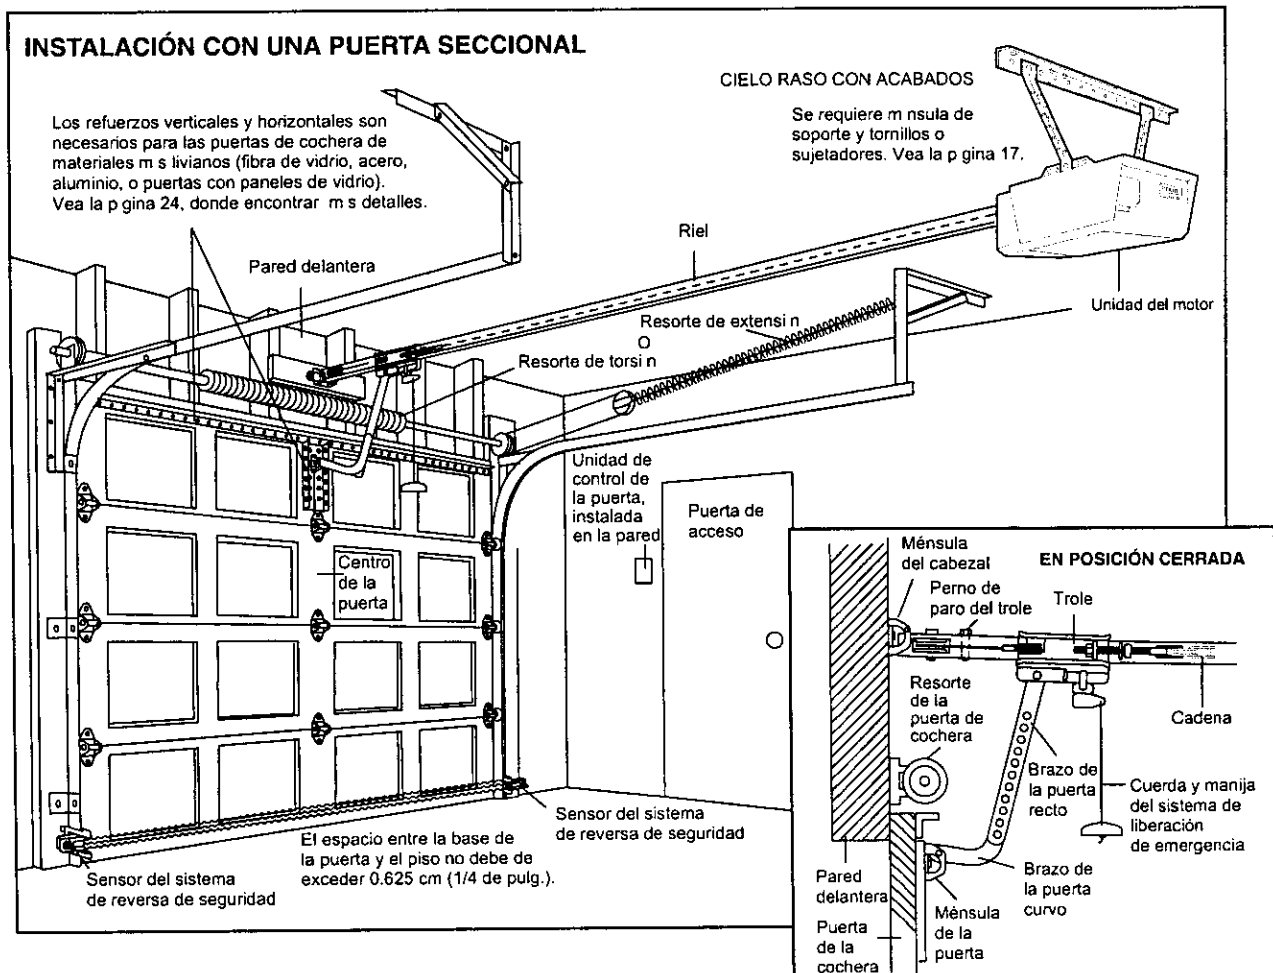 INSTALACIÓN CON UNA PUERTA SECCIONAL
Los refuerzos verticales y horizontales son
necesarios para las puertas de cochera de
materiales m s livianos (fibra de vidrio, acero,
aluminio, o puertas con paneles de vidrio).
Vea la p gina 24, donde encontrar m s detalles.
CIELO RASO CON ACABADOS
Se requiere m nsula de
soporte y tornillos o
sujetadores. Vea la p gina 17.
Riel
Pared delantera
Unidad del motor
Resorte de extensi n
Resorte de torsi n
Unidad de
control de
la puerta,
instalada
en la pared
Puerta de
acceso
Centro
de la
puerta
Sensor del sistema
de reversa de seguridad
El espacio entre la base de
la puerta y el piso no debe de
exceder 0.625 cm (1/4 de pulg.).
Sensor del sistema
de reversa de seguridad
EN POSICIÓN CERRADA
Ménsula
del cabezal
Perno de
paro del trole
Trole
Resorte
de la
puerta de
cochera
Cadena
Brazo de
la puerta
recto
Cuerda y manija
del sistema de
liberación
de emergencia
Pared
delantera
Brazo de
la puerta
curvo
Ménsula
de la
puerta
Puerta
de la
cochera